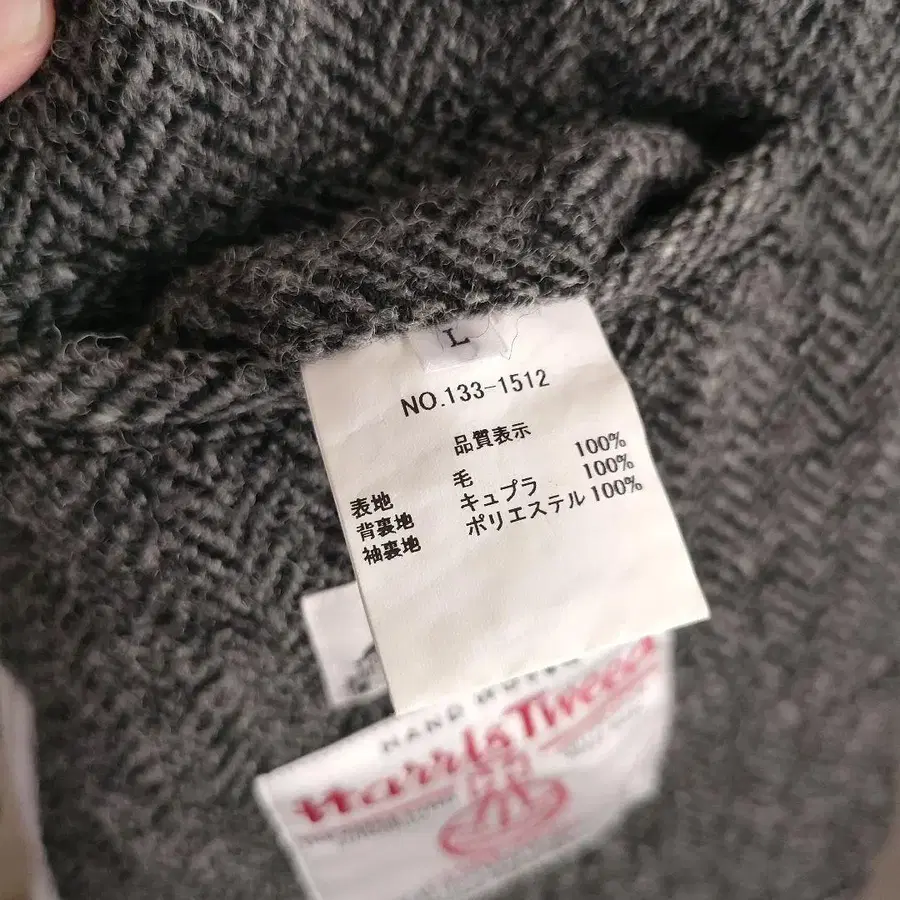 L
NO.133-1512
品質表示
表地 毛 100%
背裏地 キュプラ 100%
袖裏地 ポリエステル 100%
HAND WOVEN
Harris Tweed